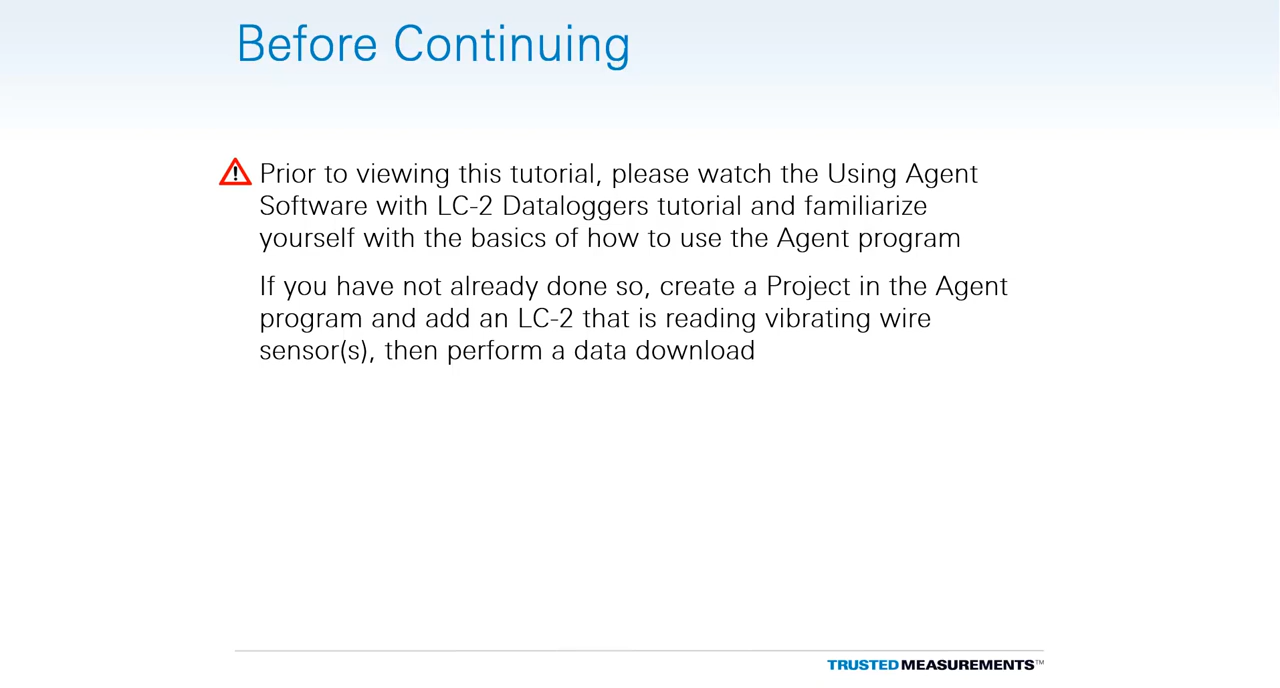 Before Continuing
Prior to viewing this tutorial, please watch the Using Agent
Software with LC-2 Dataloggers tutorial and familiarize
yourself with the basics of how to use the Agent program
If you have not already done so, create a Project in the Agent
program and add an LC-2 that is reading vibrating wire
sensor(s), then perform a data download
TRUSTED MEASUREMENTS™